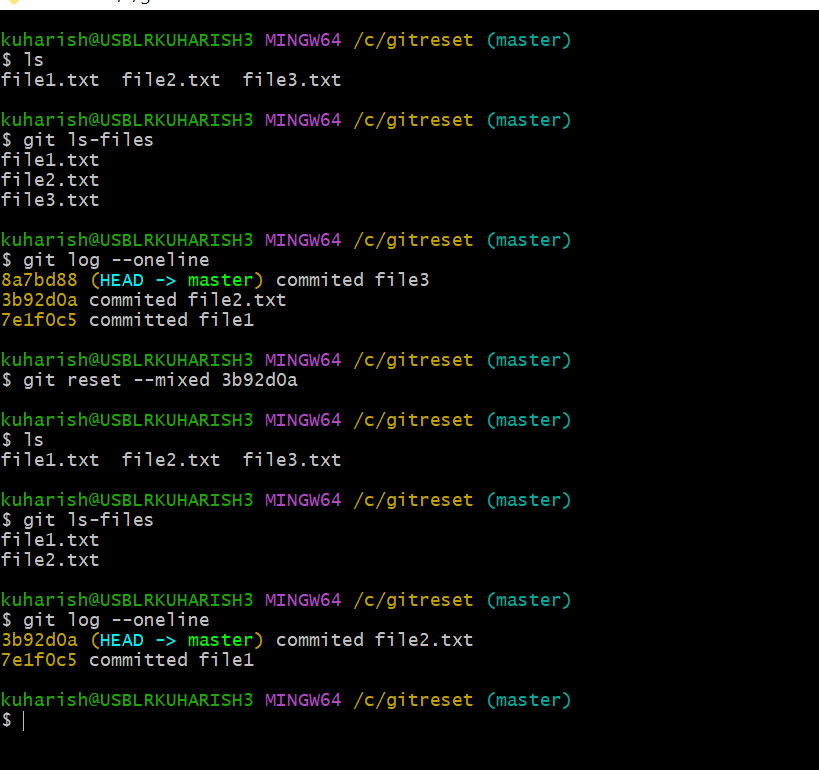 kuharish@USBLRKUHARISH3 MINGW64 /c/gitreset (master)
$ ls
file1.txt  file2.txt  file3.txt
kuharish@USBLRKUHARISH3 MINGW64 /c/gitreset (master)
$ git ls-files
file1.txt
file2.txt
file3.txt
kuharish@USBLRKUHARISH3 MINGW64 /c/gitreset (master)
$ git log --oneline
8a7bd88 (HEAD -> master) commited file3
3b92d0a commited file2.txt
7e1f0c5 committed file1
kuharish@USBLRKUHARISH3 MINGW64 /c/gitreset (master)
$ git reset --mixed 3b92d0a
kuharish@USBLRKUHARISH3 MINGW64 /c/gitreset (master)
$ ls
file1.txt  file2.txt  file3.txt
kuharish@USBLRKUHARISH3 MINGW64 /c/gitreset (master)
$ git ls-files
file1.txt
file2.txt
kuharish@USBLRKUHARISH3 MINGW64 /c/gitreset (master)
$ git log --oneline
3b92d0a (HEAD -> master) commited file2.txt
7e1f0c5 committed file1
kuharish@USBLRKUHARISH3 MINGW64 /c/gitreset (master)
$